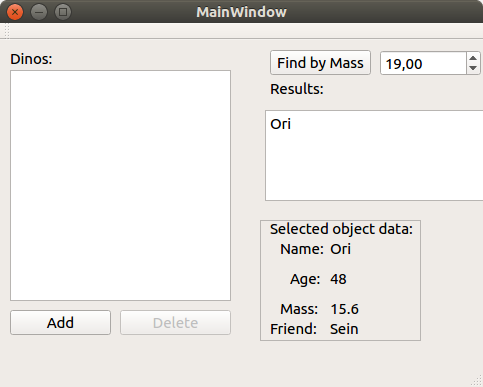 MainWindow
Dinos:
Find by Mass 19,00
Results:
Ori
Selected object data:
Name: Ori
Age: 48
Mass: 15.6
Friend: Sein
Add Delete